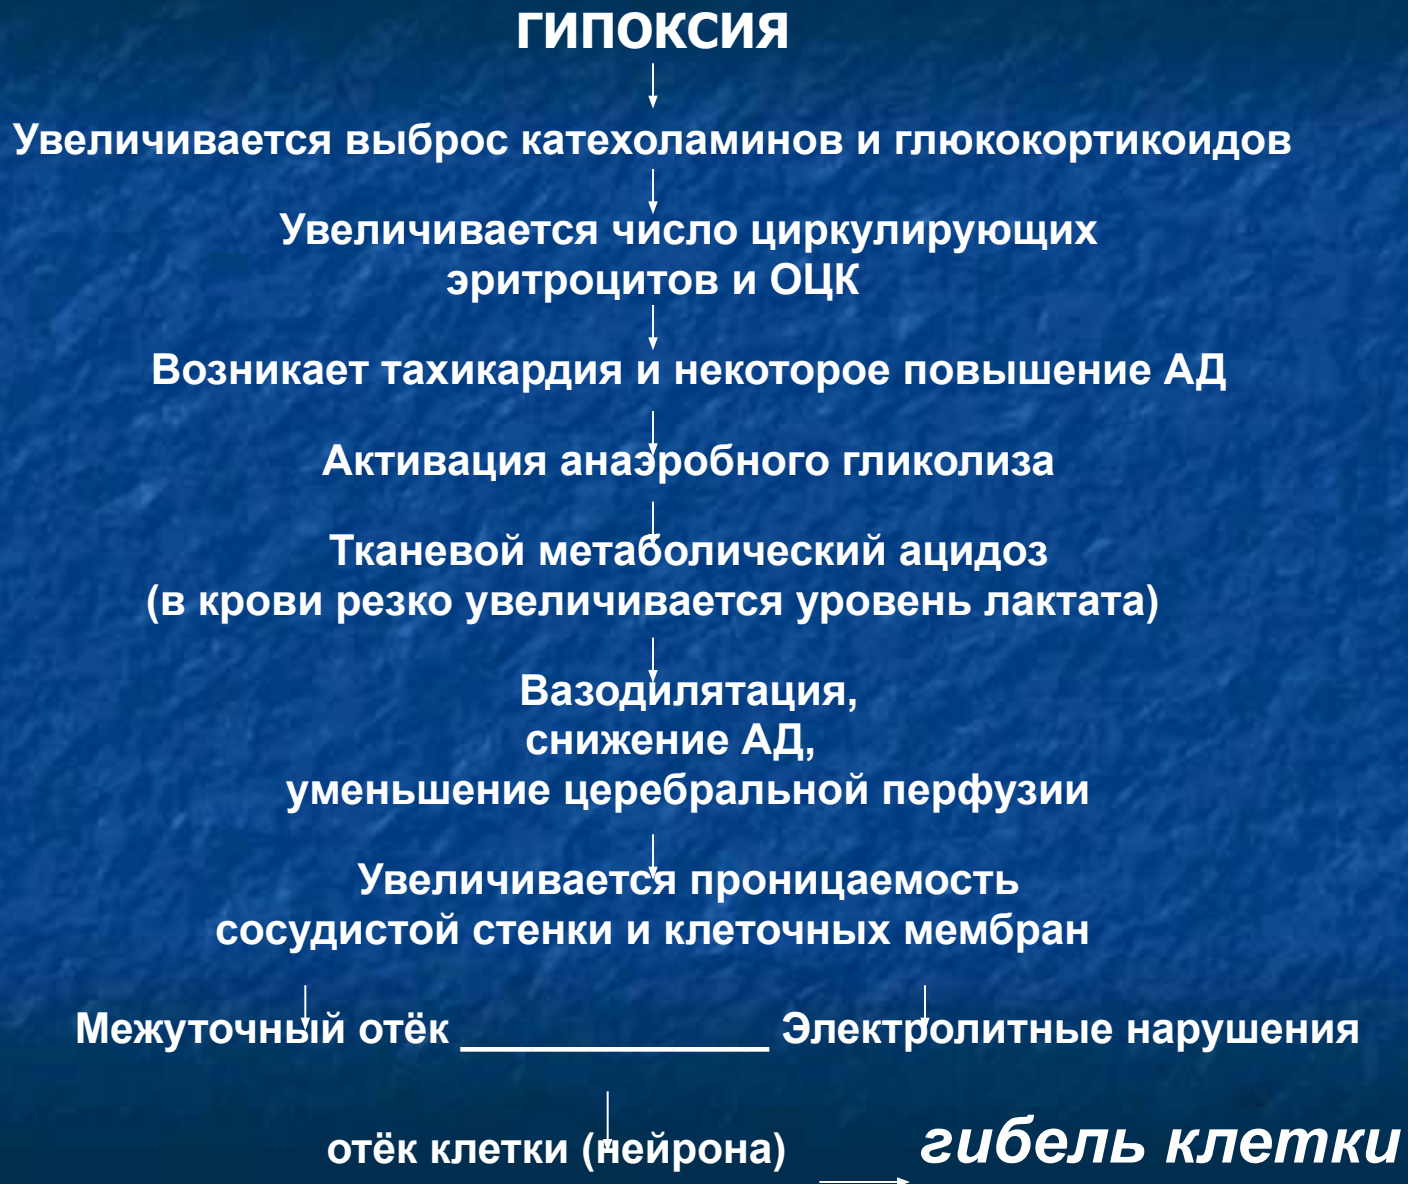 ГИПОКСИЯ
Увеличивается выброс катехоламинов и глюкокортикоидов
Увеличивается число циркулирующих
эритроцитов и ОЦК
Возникает тахикардия и некоторое повышение АД
Активация анаэробного гликолиза
Тканевой метаболический ацидоз
(в крови резко увеличивается уровень лактата)
Вазодилятация,
снижение АД,
уменьшение церебральной перфузии
Увеличивается проницаемость
сосудистой стенки и клеточных мембран
Межуточный отёк _____________ Электролитные нарушения
отёк клетки (нейрона) гибель клетки